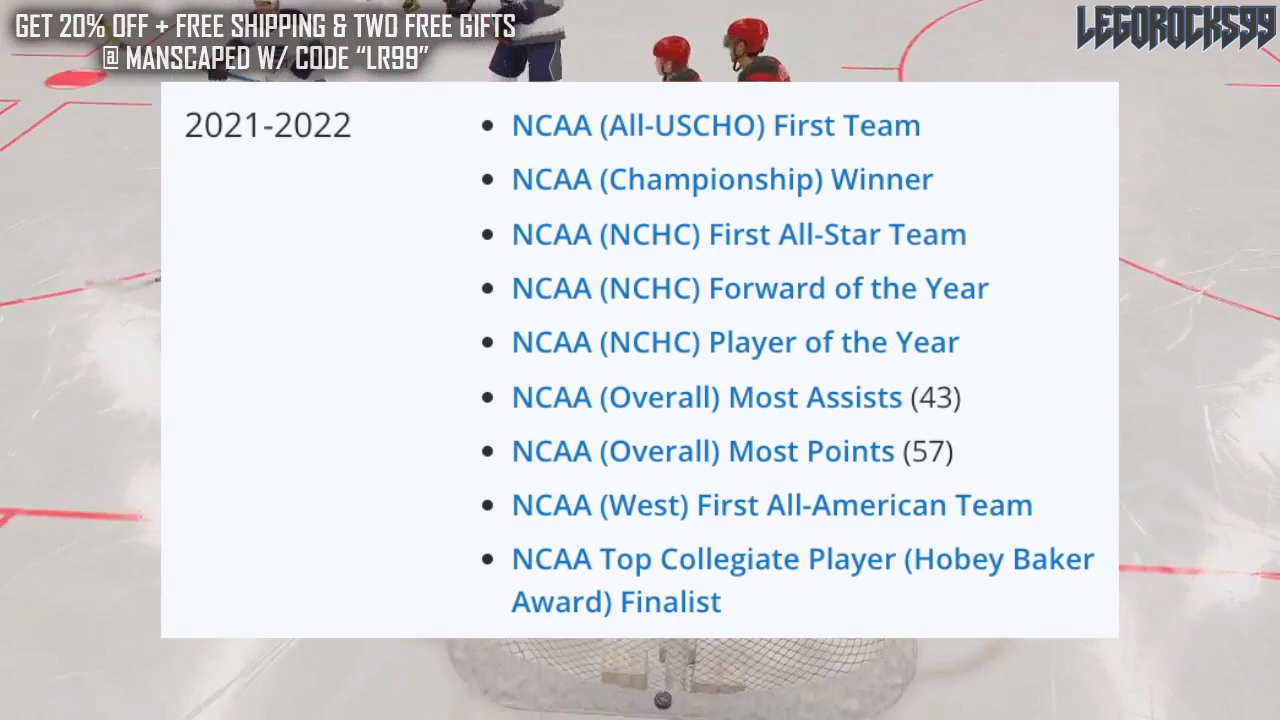 GET 20% OFF + FREE SHIPPING & TWO FREE GIFTS
@ MANSCAPED W/ CODE “LR99”
LEGOROCKS99
2021-2022
• NCAA (All-USCHO) First Team
• NCAA (Championship) Winner
• NCAA (NCHC) First All-Star Team
• NCAA (NCHC) Forward of the Year
• NCAA (NCHC) Player of the Year
• NCAA (Overall) Most Assists (43)
• NCAA (Overall) Most Points (57)
• NCAA (West) First All-American Team
• NCAA Top Collegiate Player (Hobey Baker
Award) Finalist